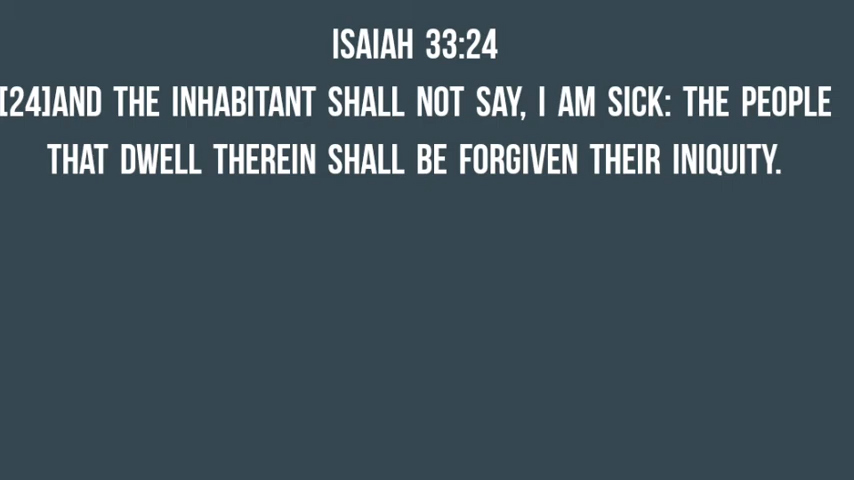 ISAIAH 33:24
[24]AND THE INHABITANT SHALL NOT SAY, I AM SICK: THE PEOPLE
THAT DWELL THEREIN SHALL BE FORGIVEN THEIR INIQUITY.